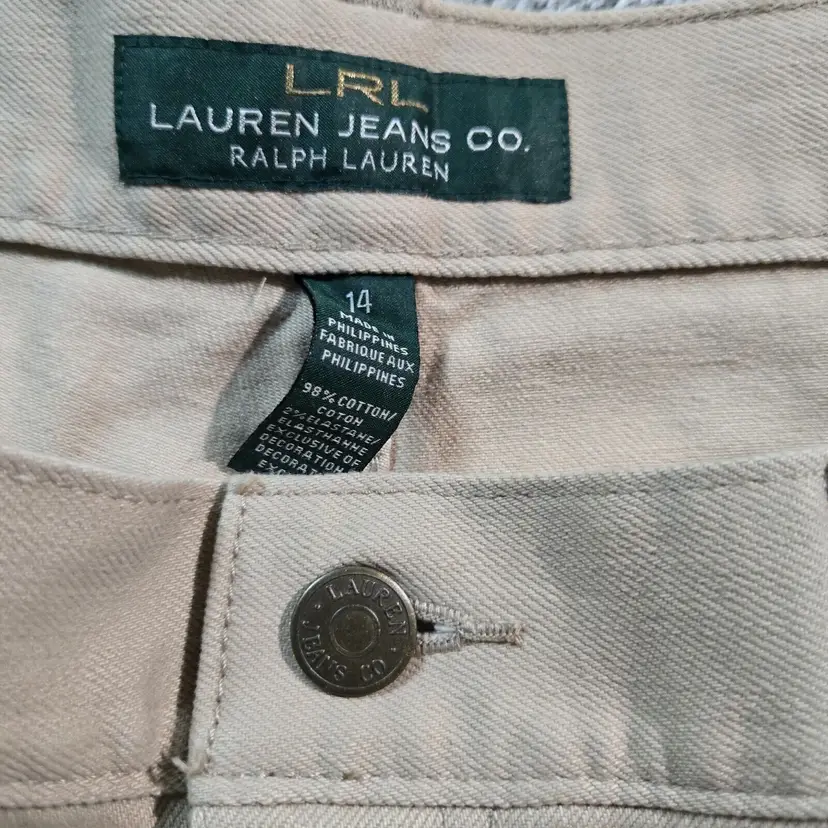 LRL
LAUREN JEANS CO.
RALPH LAUREN
14
MADE IN
PHILIPPINES
FABRIQUE AUX
PHILIPPINES
98% COTTON/
COTON
2% ELASTANE/
ELASTHANNE
EXCLUSIVE OF
DECORATION
LAUREN
JEANS CO